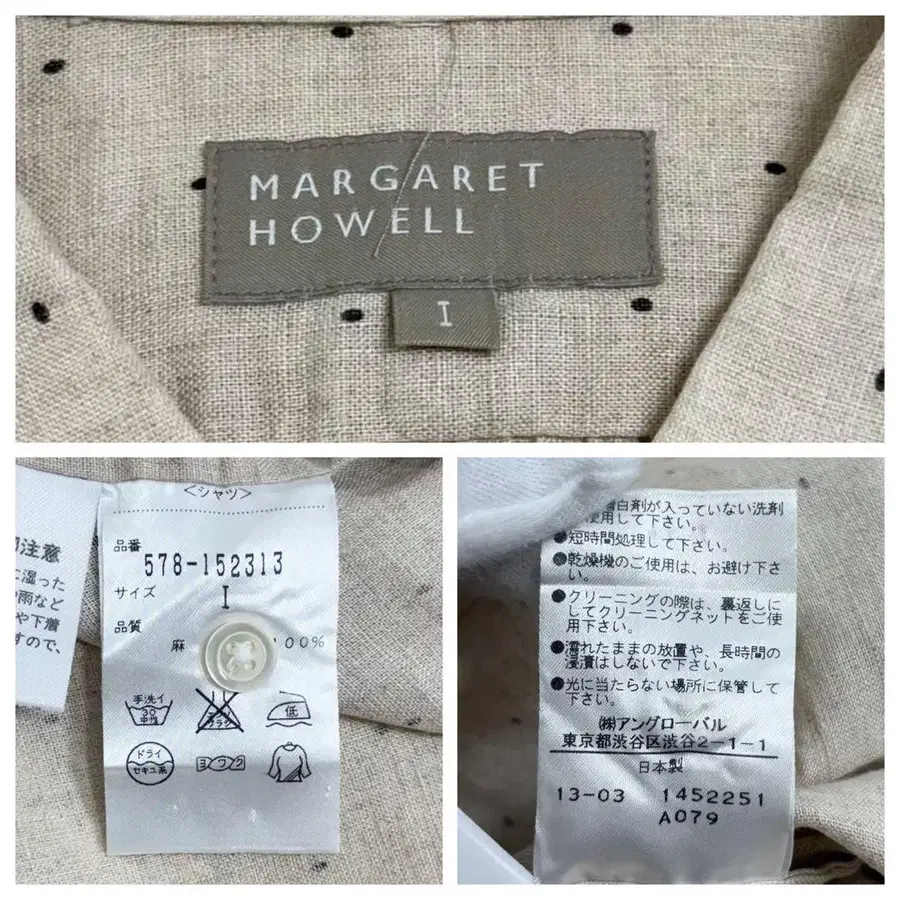 MARGARET
HOWELL
I
<シャツ>
品番
578-152313
サイズ
I
品質
麻
00%
手洗イ
30
中性
低
ドライ
セキユ系
ヨワク
注意
に湿った
雨など
や下着
すので、
白剤が入っていない洗剤
使用して下さい。
●短時間処理して下さい。
●乾燥機のご使用は、お避け下さ
い。
●クリーニングの際は、裏返しに
してクリーニングネットをご使
用下さい。
●濡れたままの放置や、長時間の
浸漬はしないで下さい。
●光に当たらない場所に保管して
下さい。
㈱アングローバル
東京都渋谷区渋谷2-1-1
日本製
13-03 1452251
A079